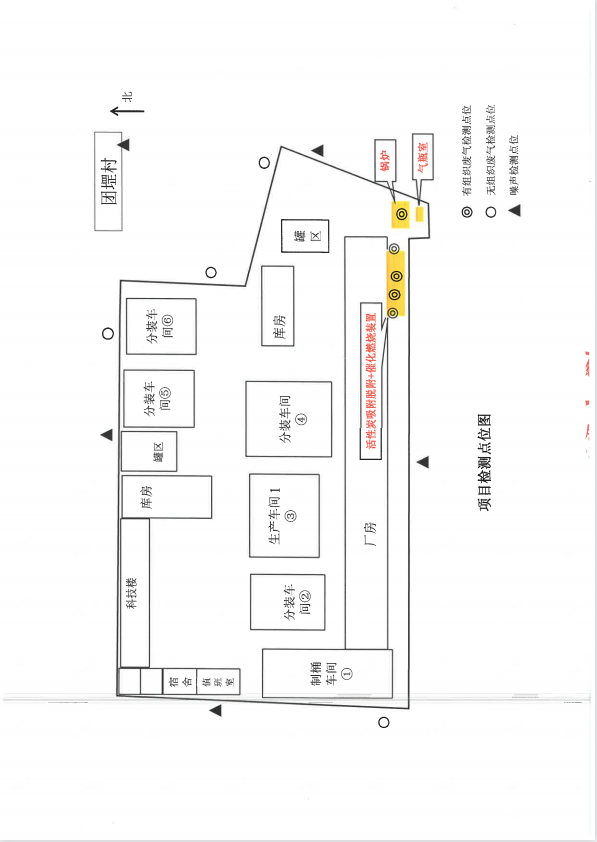 北
团堽村
科技楼
库房
罐区
分装车
间⑤
分装车
间⑥
宿
舍
值
班
室
分装车
间②
生产车间1
③
分装车间
④
库房
罐
区
制桶
车间
①
厂房
活性炭吸附脱附+催化燃烧装置
锅炉
气瓶室
有组织废气检测点位
无组织废气检测点位
噪声检测点位
项目检测点位图